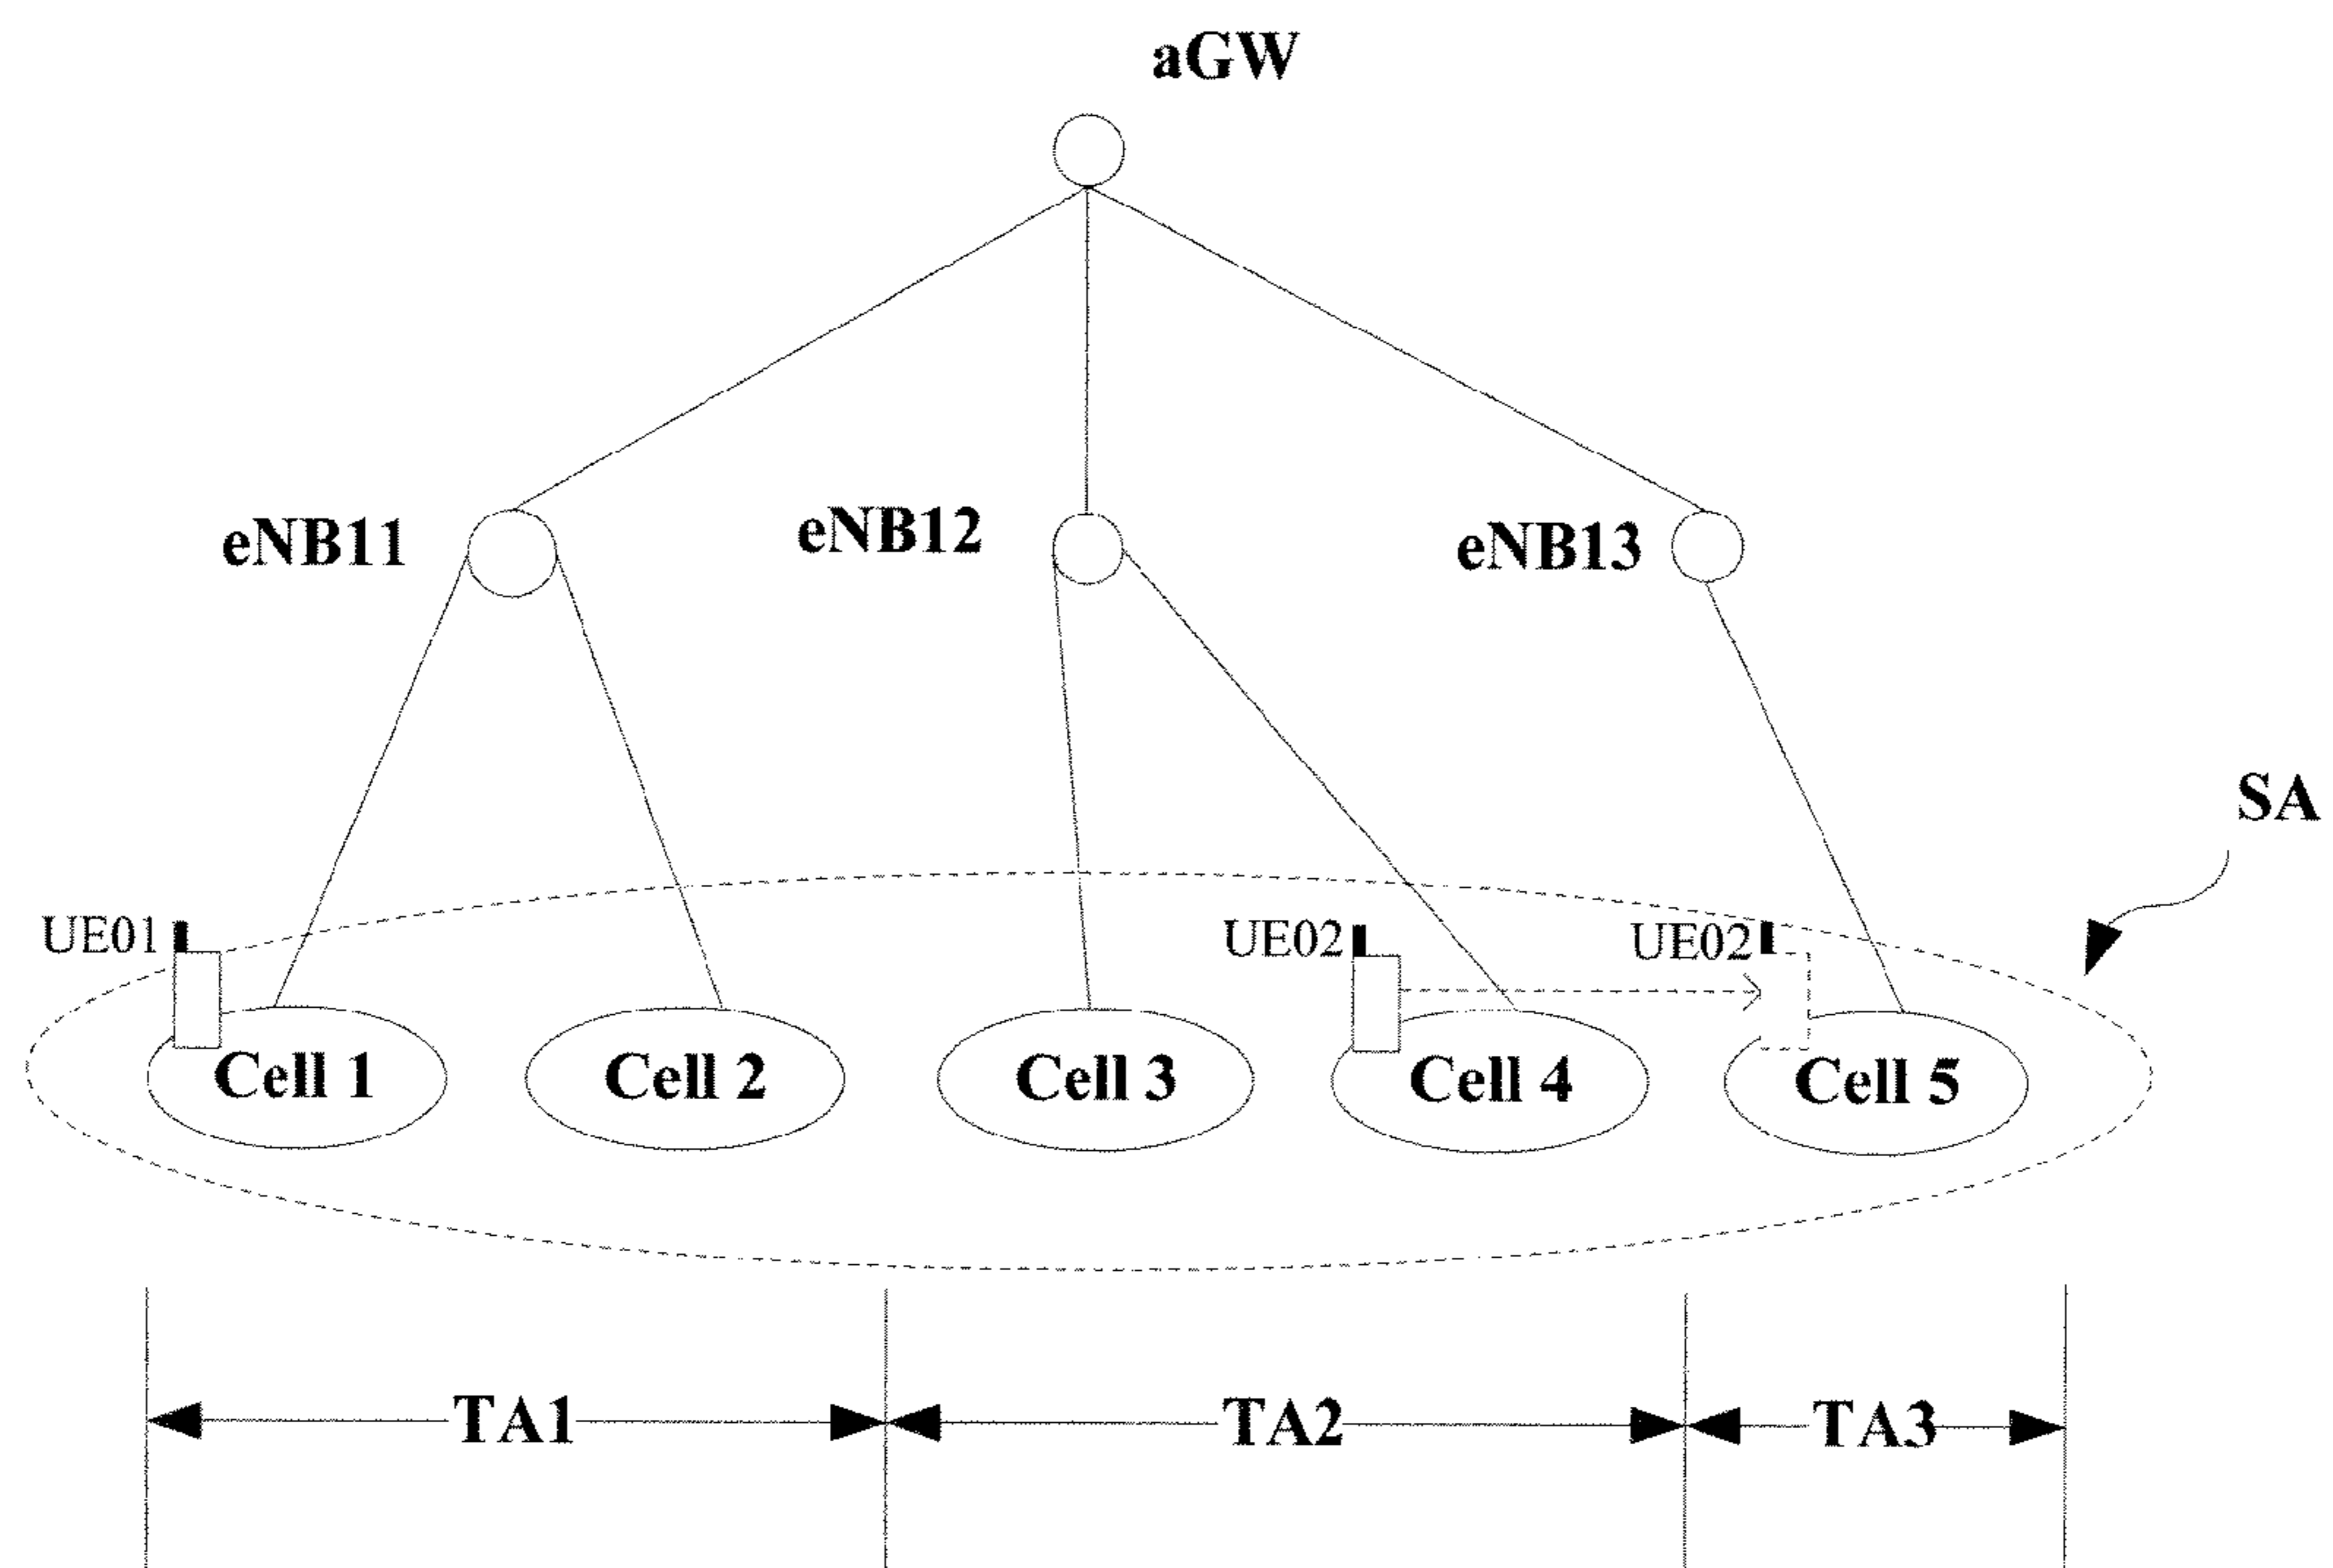 aGW
eNB11
eNB12
eNB13
SA
UE01
UE02
UE02
Cell 1
Cell 2
Cell 3
Cell 4
Cell 5
TA1
TA2
TA3